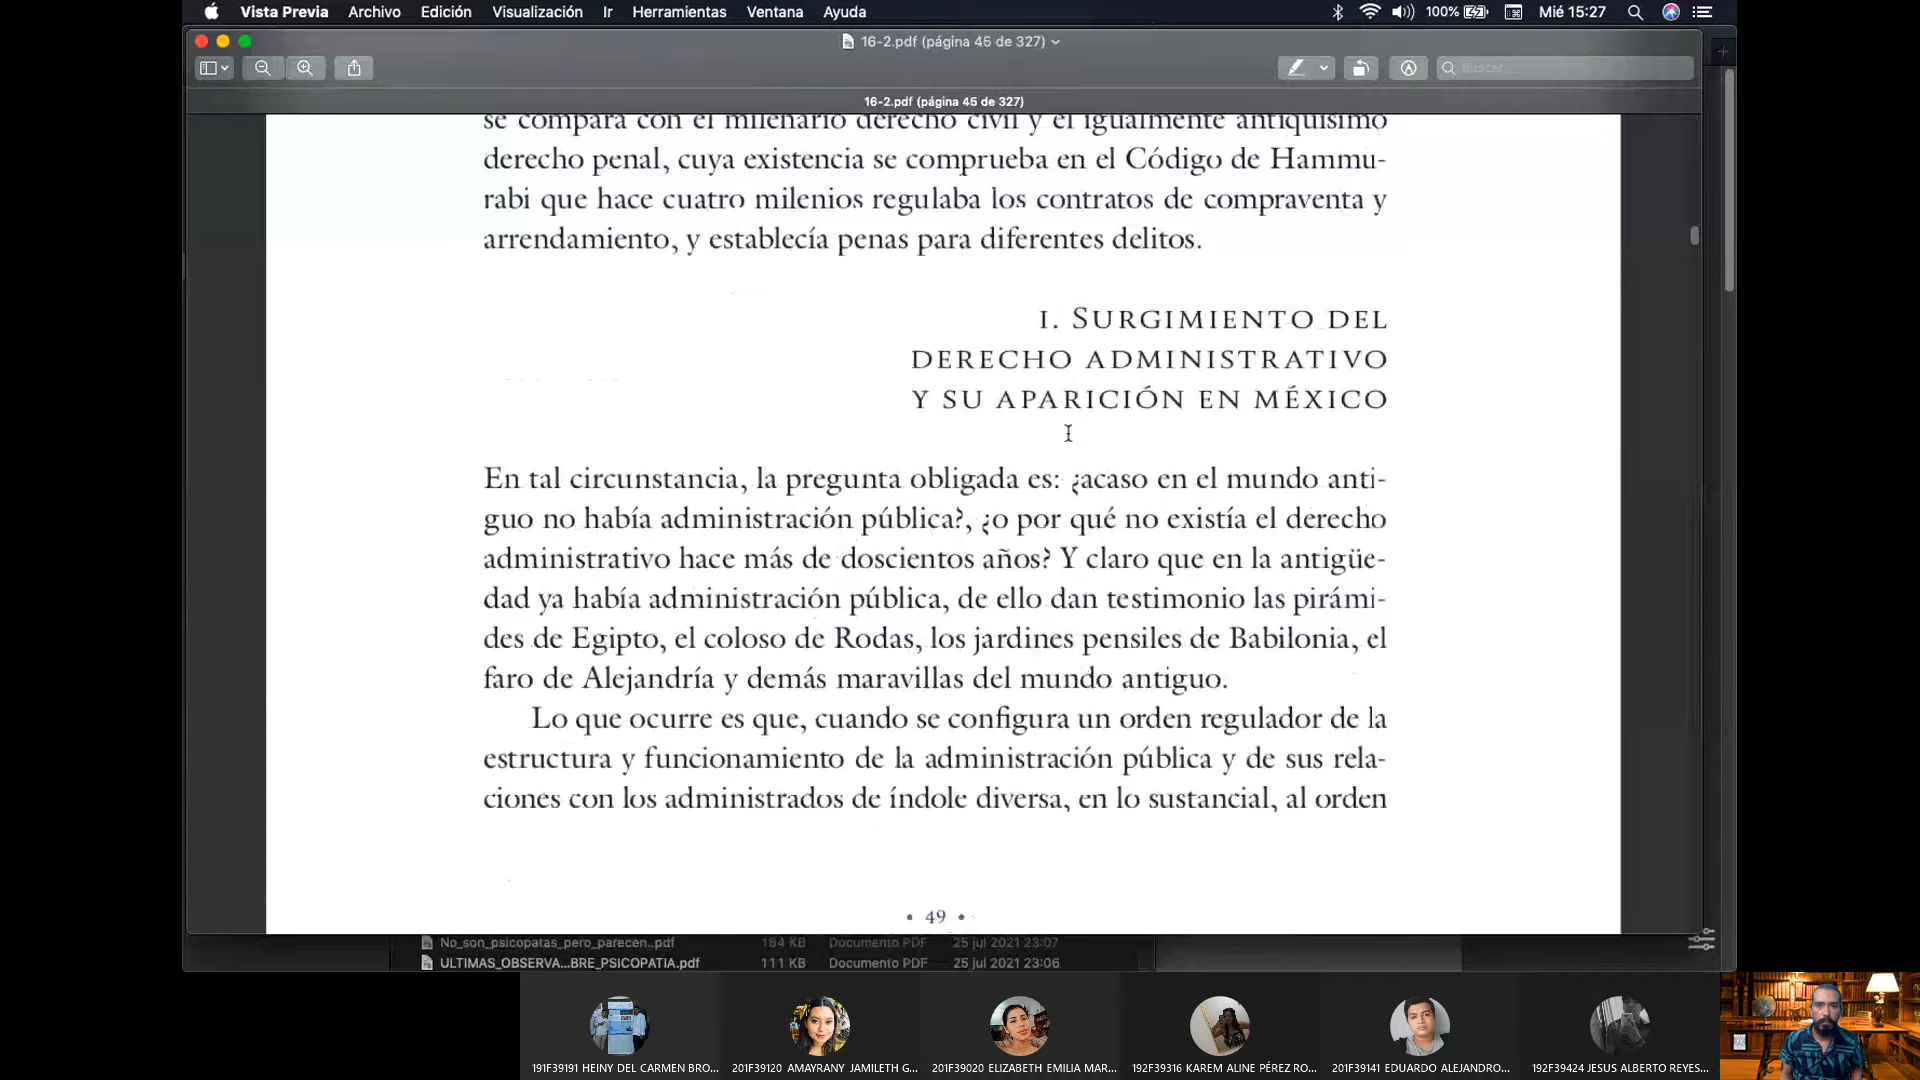 Vista Previa Archivo Edición Visualización Ir Herramientas Ventana Ayuda 100% Mié 15:27
16-2.pdf (página 45 de 327)
Buscar
16-2.pdf (página 45 de 327)
se compara con el milenario derecho civil y el igualmente antiquísimo
derecho penal, cuya existencia se comprueba en el Código de Hammu-
rabi que hace cuatro milenios regulaba los contratos de compraventa y
arrendamiento, y establecía penas para diferentes delitos.
I. SURGIMIENTO DEL
DERECHO ADMINISTRATIVO
Y SU APARICIÓN EN MÉXICO
En tal circunstancia, la pregunta obligada es: ¿acaso en el mundo anti-
guo no había administración pública?, ¿o por qué no existía el derecho
administrativo hace más de doscientos años? Y claro que en la antigüe-
dad ya había administración pública, de ello dan testimonio las pirámi-
des de Egipto, el coloso de Rodas, los jardines pensiles de Babilonia, el
faro de Alejandría y demás maravillas del mundo antiguo.
Lo que ocurre es que, cuando se configura un orden regulador de la
estructura y funcionamiento de la administración pública y de sus rela-
ciones con los administrados de índole diversa, en lo sustancial, al orden
• 49 •
No_son_psicopatas_pero_parecen..pdf 184 KB Documento PDF 25 jul 2021 23:07
ULTIMAS_OBSERVA...BRE_PSICOPATIA.pdf 111 KB Documento PDF 25 jul 2021 23:06
191F39191 HEINY DEL CARMEN BRO... 201F39120 AMAYRANY JAMILETH G... 201F39020 ELIZABETH EMILIA MAR... 192F39316 KAREM ALINE PÉREZ RO... 201F39141 EDUARDO ALEJANDRO... 192F39424 JESUS ALBERTO REYES...